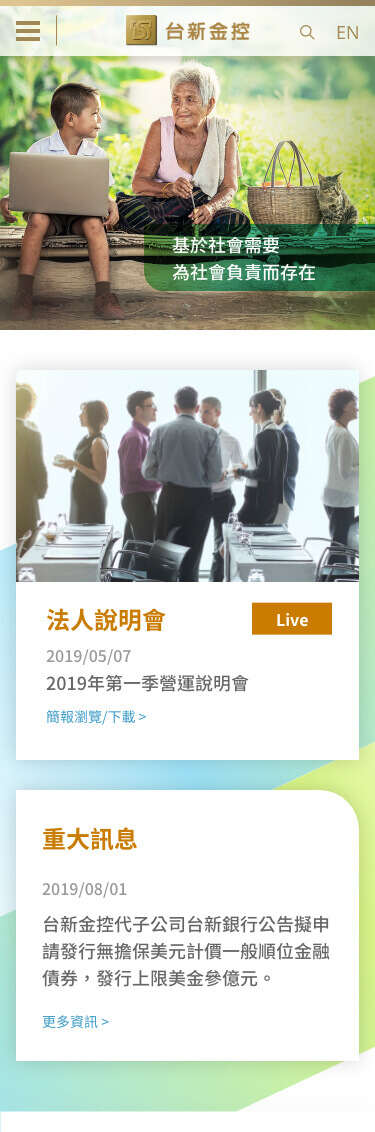 台新金控
EN
基於社會需要
為社會負責而存在
法人說明會
Live
2019/05/07
2019年第一季營運說明會
簡報瀏覽/下載 >
重大訊息
2019/08/01
台新金控代子公司台新銀行公告擬申
請發行無擔保美元計價一般順位金融
債券，發行上限美金參億元。
更多資訊 >